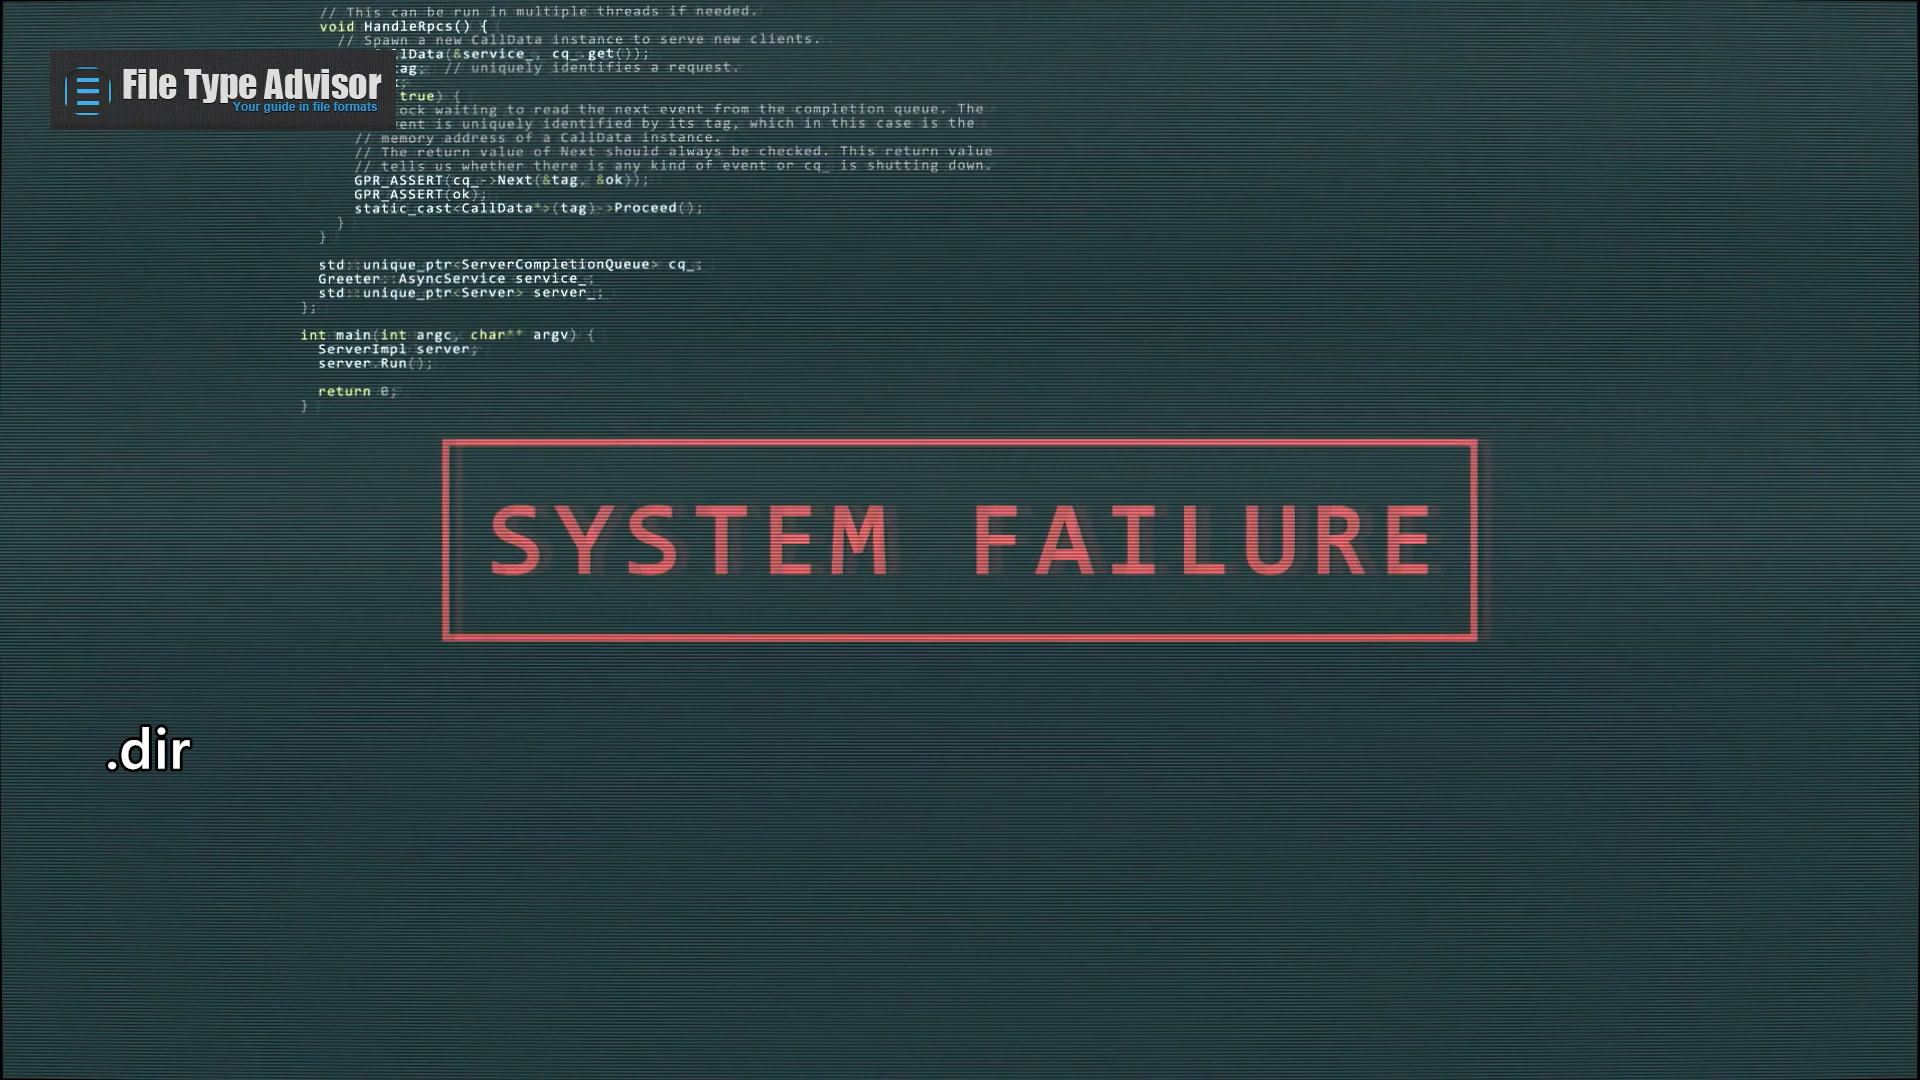 // This can be run in multiple threads if needed.
void HandleRpcs() {
// Spawn a new CallData instance to serve new clients.
llData(&service_, cq_.get());
File Type Advisor
Your guide in file formats
tag; // uniquely identifies a request.
true) {
ock waiting to read the next event from the completion queue. The
ent is uniquely identified by its tag, which in this case is the
// memory address of a CallData instance.
// The return value of Next should always be checked. This return value
// tells us whether there is any kind of event or cq_ is shutting down.
GPR_ASSERT(cq_->Next(&tag, &ok));
GPR_ASSERT(ok);
static_cast<CallData*>(tag)->Proceed();
}
}
std::unique_ptr<ServerCompletionQueue> cq_;
Greeter::AsyncService service_;
std::unique_ptr<Server> server_;
};
int main(int argc, char** argv) {
ServerImpl server;
server.Run();
return 0;
}
SYSTEM FAILURE
.dir